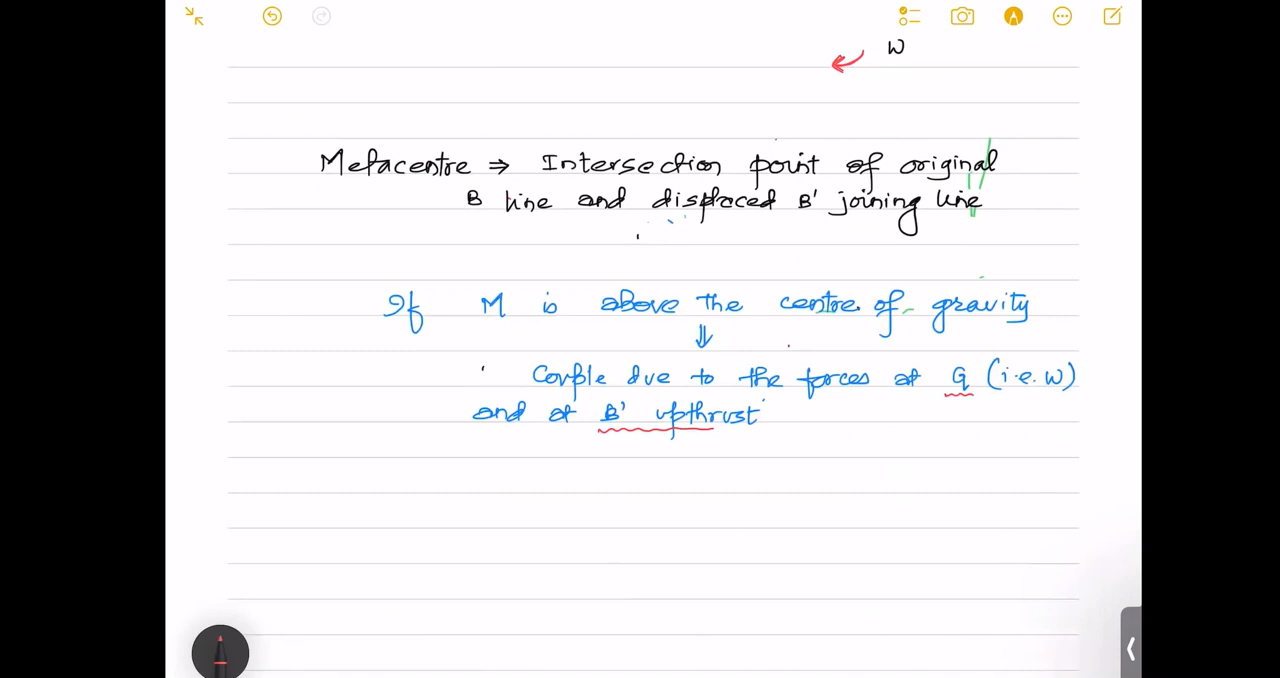 W
Metacentre ⇒ Intersection point of original
B line and displaced B' joining line
If M is above the centre of gravity
⇓
Couple due to the forces at G (i.e. W)
and at B' upthrust